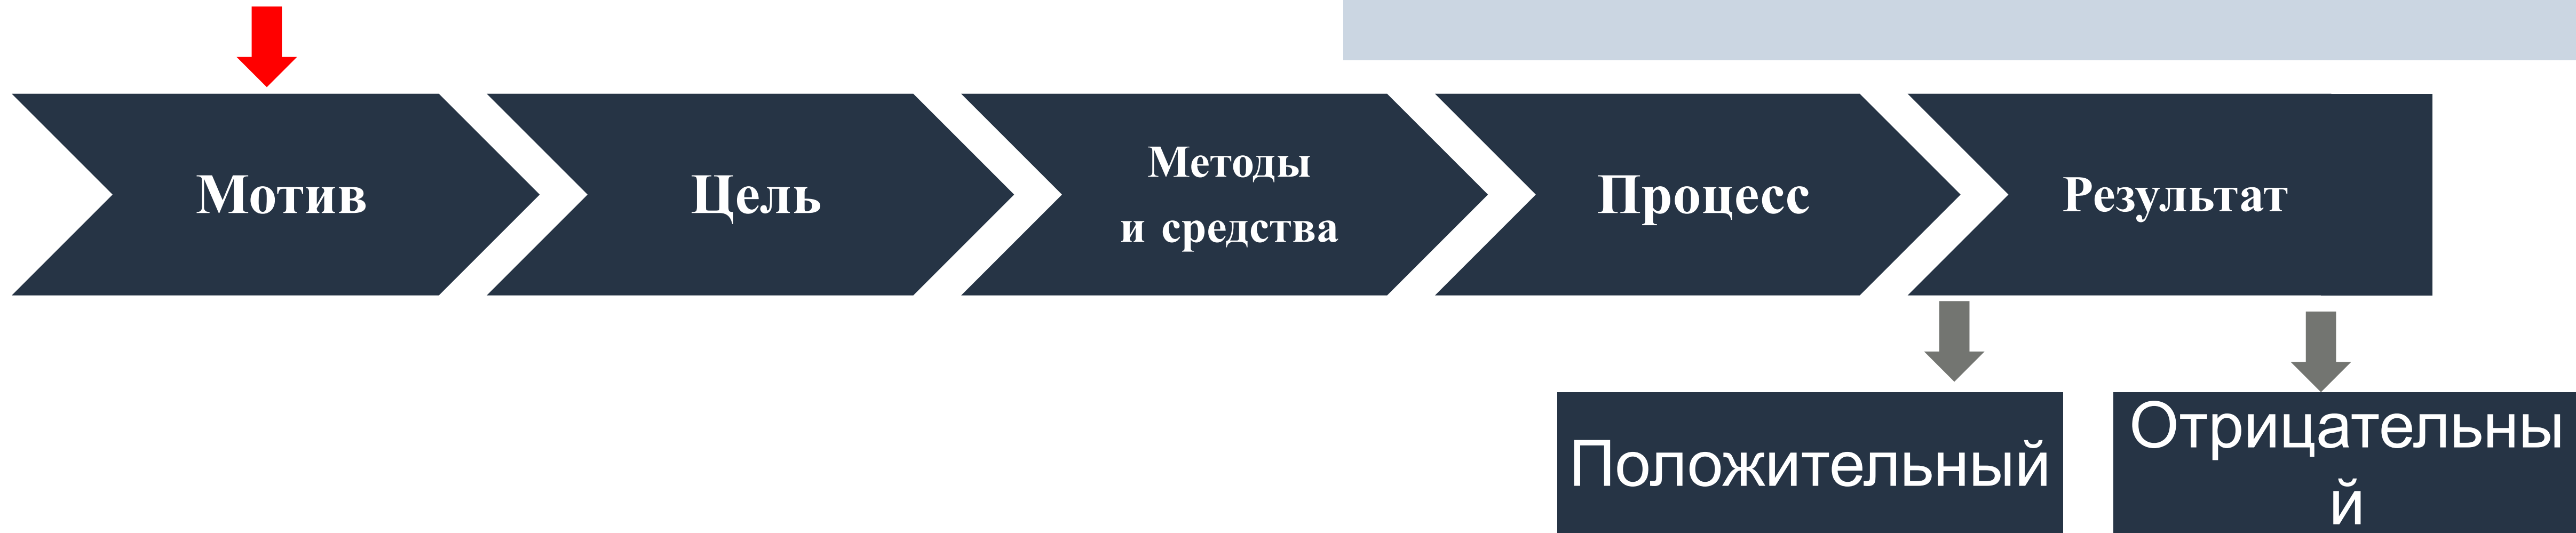 Мотив
Цель
Методы
и средства
Процесс
Результат
Положительный
Отрицательны
й